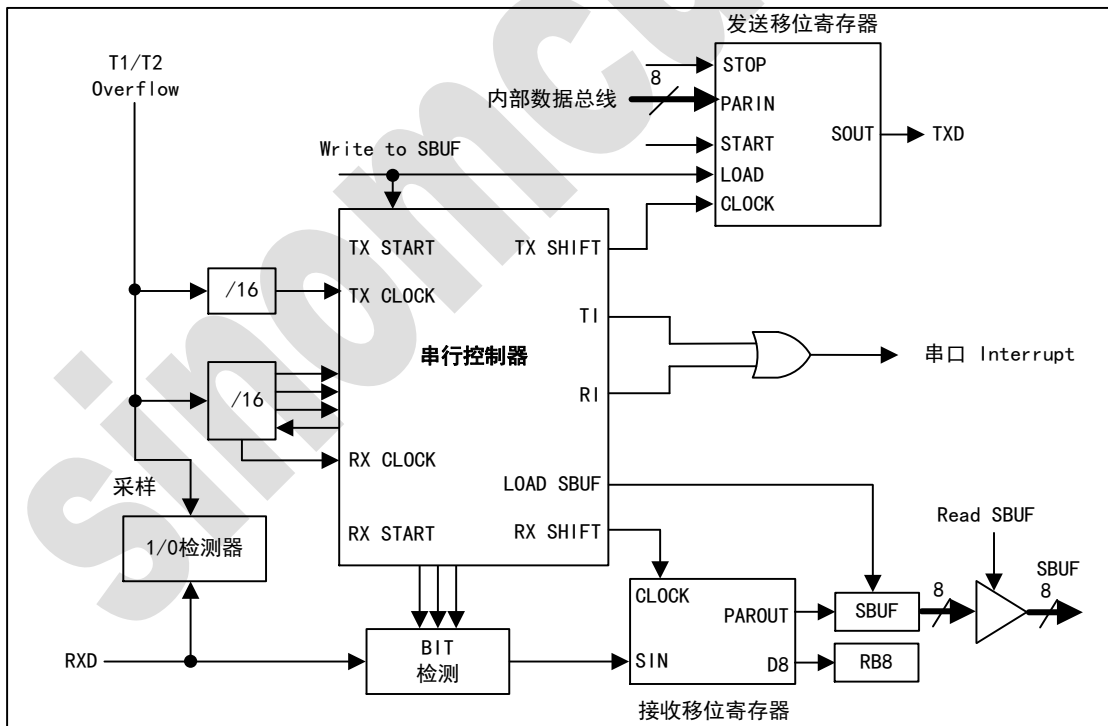 发送移位寄存器
T1/T2
Overflow
STOP
8
内部数据总线
PARIN
START
SOUT
TXD
Write to SBUF
LOAD
CLOCK
TX START
TX SHIFT
/16
TX CLOCK
TI
串行控制器
串口 Interrupt
/16
RI
RX CLOCK
采样
LOAD SBUF
1/0检测器
RX START
RX SHIFT
Read SBUF
CLOCK
SBUF
PAROUT
SBUF
8
8
RXD
BIT
检测
SIN
D8
RB8
接收移位寄存器